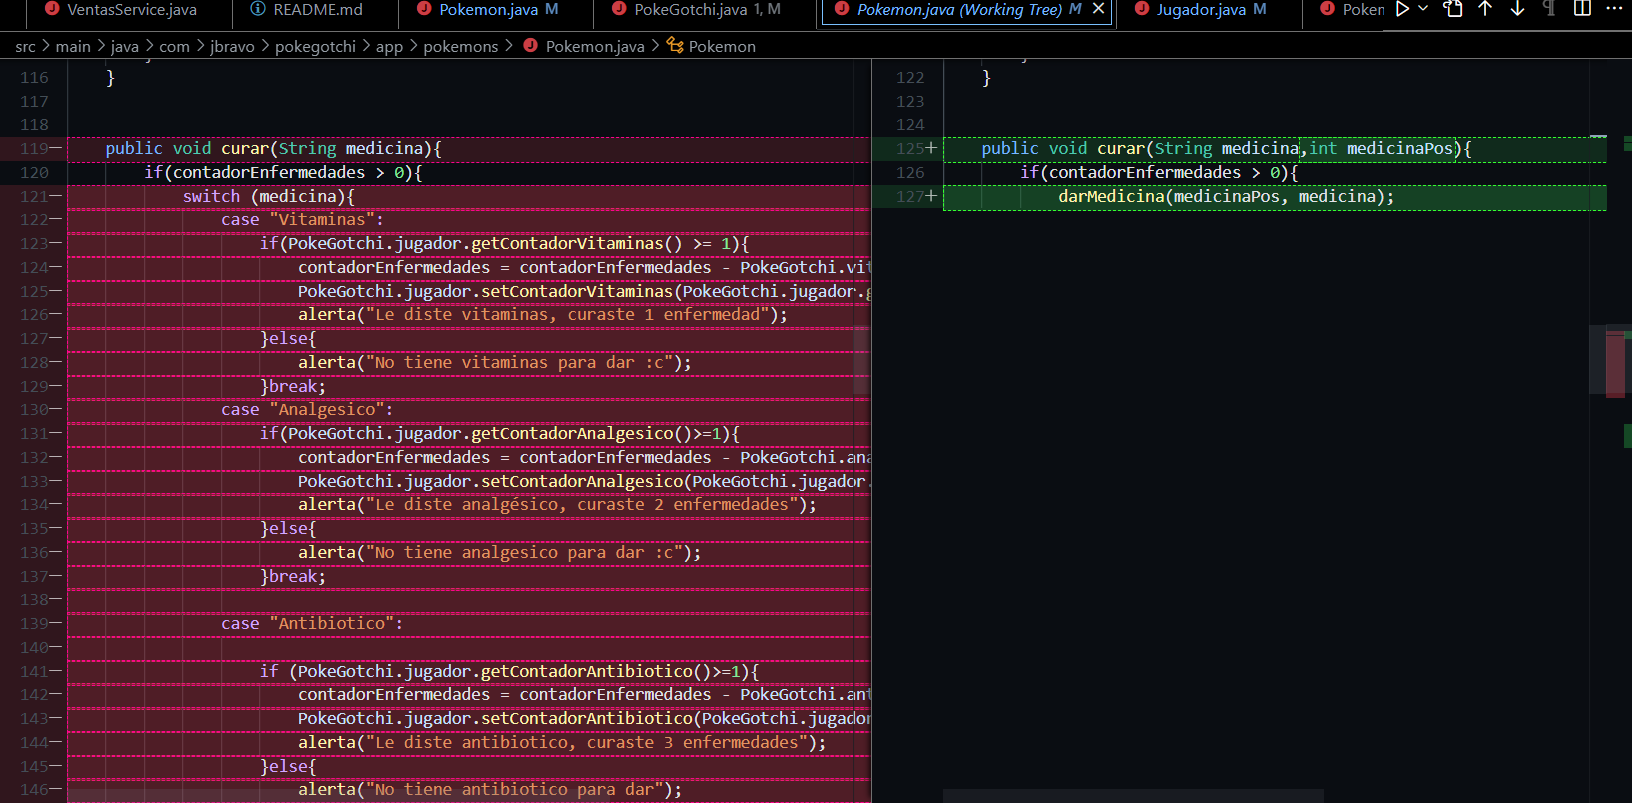 VentasService.java README.md Pokemon.java M PokeGotchi.java 1, M Pokemon.java (Working Tree) M Jugador.java M Poken
src > main > java > com > jbravo > pokegotchi > app > pokemons > Pokemon.java > Pokemon
116 }
117
118
119 public void curar(String medicina){
120 if(contadorEnfermedades > 0){
121 switch (medicina){
122 case "Vitaminas":
123 if(PokeGotchi.jugador.getContadorVitaminas() >= 1){
124 contadorEnfermedades = contadorEnfermedades - PokeGotchi.vit
125 PokeGotchi.jugador.setContadorVitaminas(PokeGotchi.jugador.g
126 alerta("Le diste vitaminas, curaste 1 enfermedad");
127 }else{
128 alerta("No tiene vitaminas para dar :c");
129 }break;
130 case "Analgesico":
131 if(PokeGotchi.jugador.getContadorAnalgesico()>=1){
132 contadorEnfermedades = contadorEnfermedades - PokeGotchi.ana
133 PokeGotchi.jugador.setContadorAnalgesico(PokeGotchi.jugador.
134 alerta("Le diste analgésico, curaste 2 enfermedades");
135 }else{
136 alerta("No tiene analgesico para dar :c");
137 }break;
138
139 case "Antibiotico":
140
141 if (PokeGotchi.jugador.getContadorAntibiotico()>=1){
142 contadorEnfermedades = contadorEnfermedades - PokeGotchi.ant
143 PokeGotchi.jugador.setContadorAntibiotico(PokeGotchi.jugador
144 alerta("Le diste antibiotico, curaste 3 enfermedades");
145 }else{
146 alerta("No tiene antibiotico para dar");
122 }
123
124
125+ public void curar(String medicina,int medicinaPos){
126 if(contadorEnfermedades > 0){
127+ darMedicina(medicinaPos, medicina);